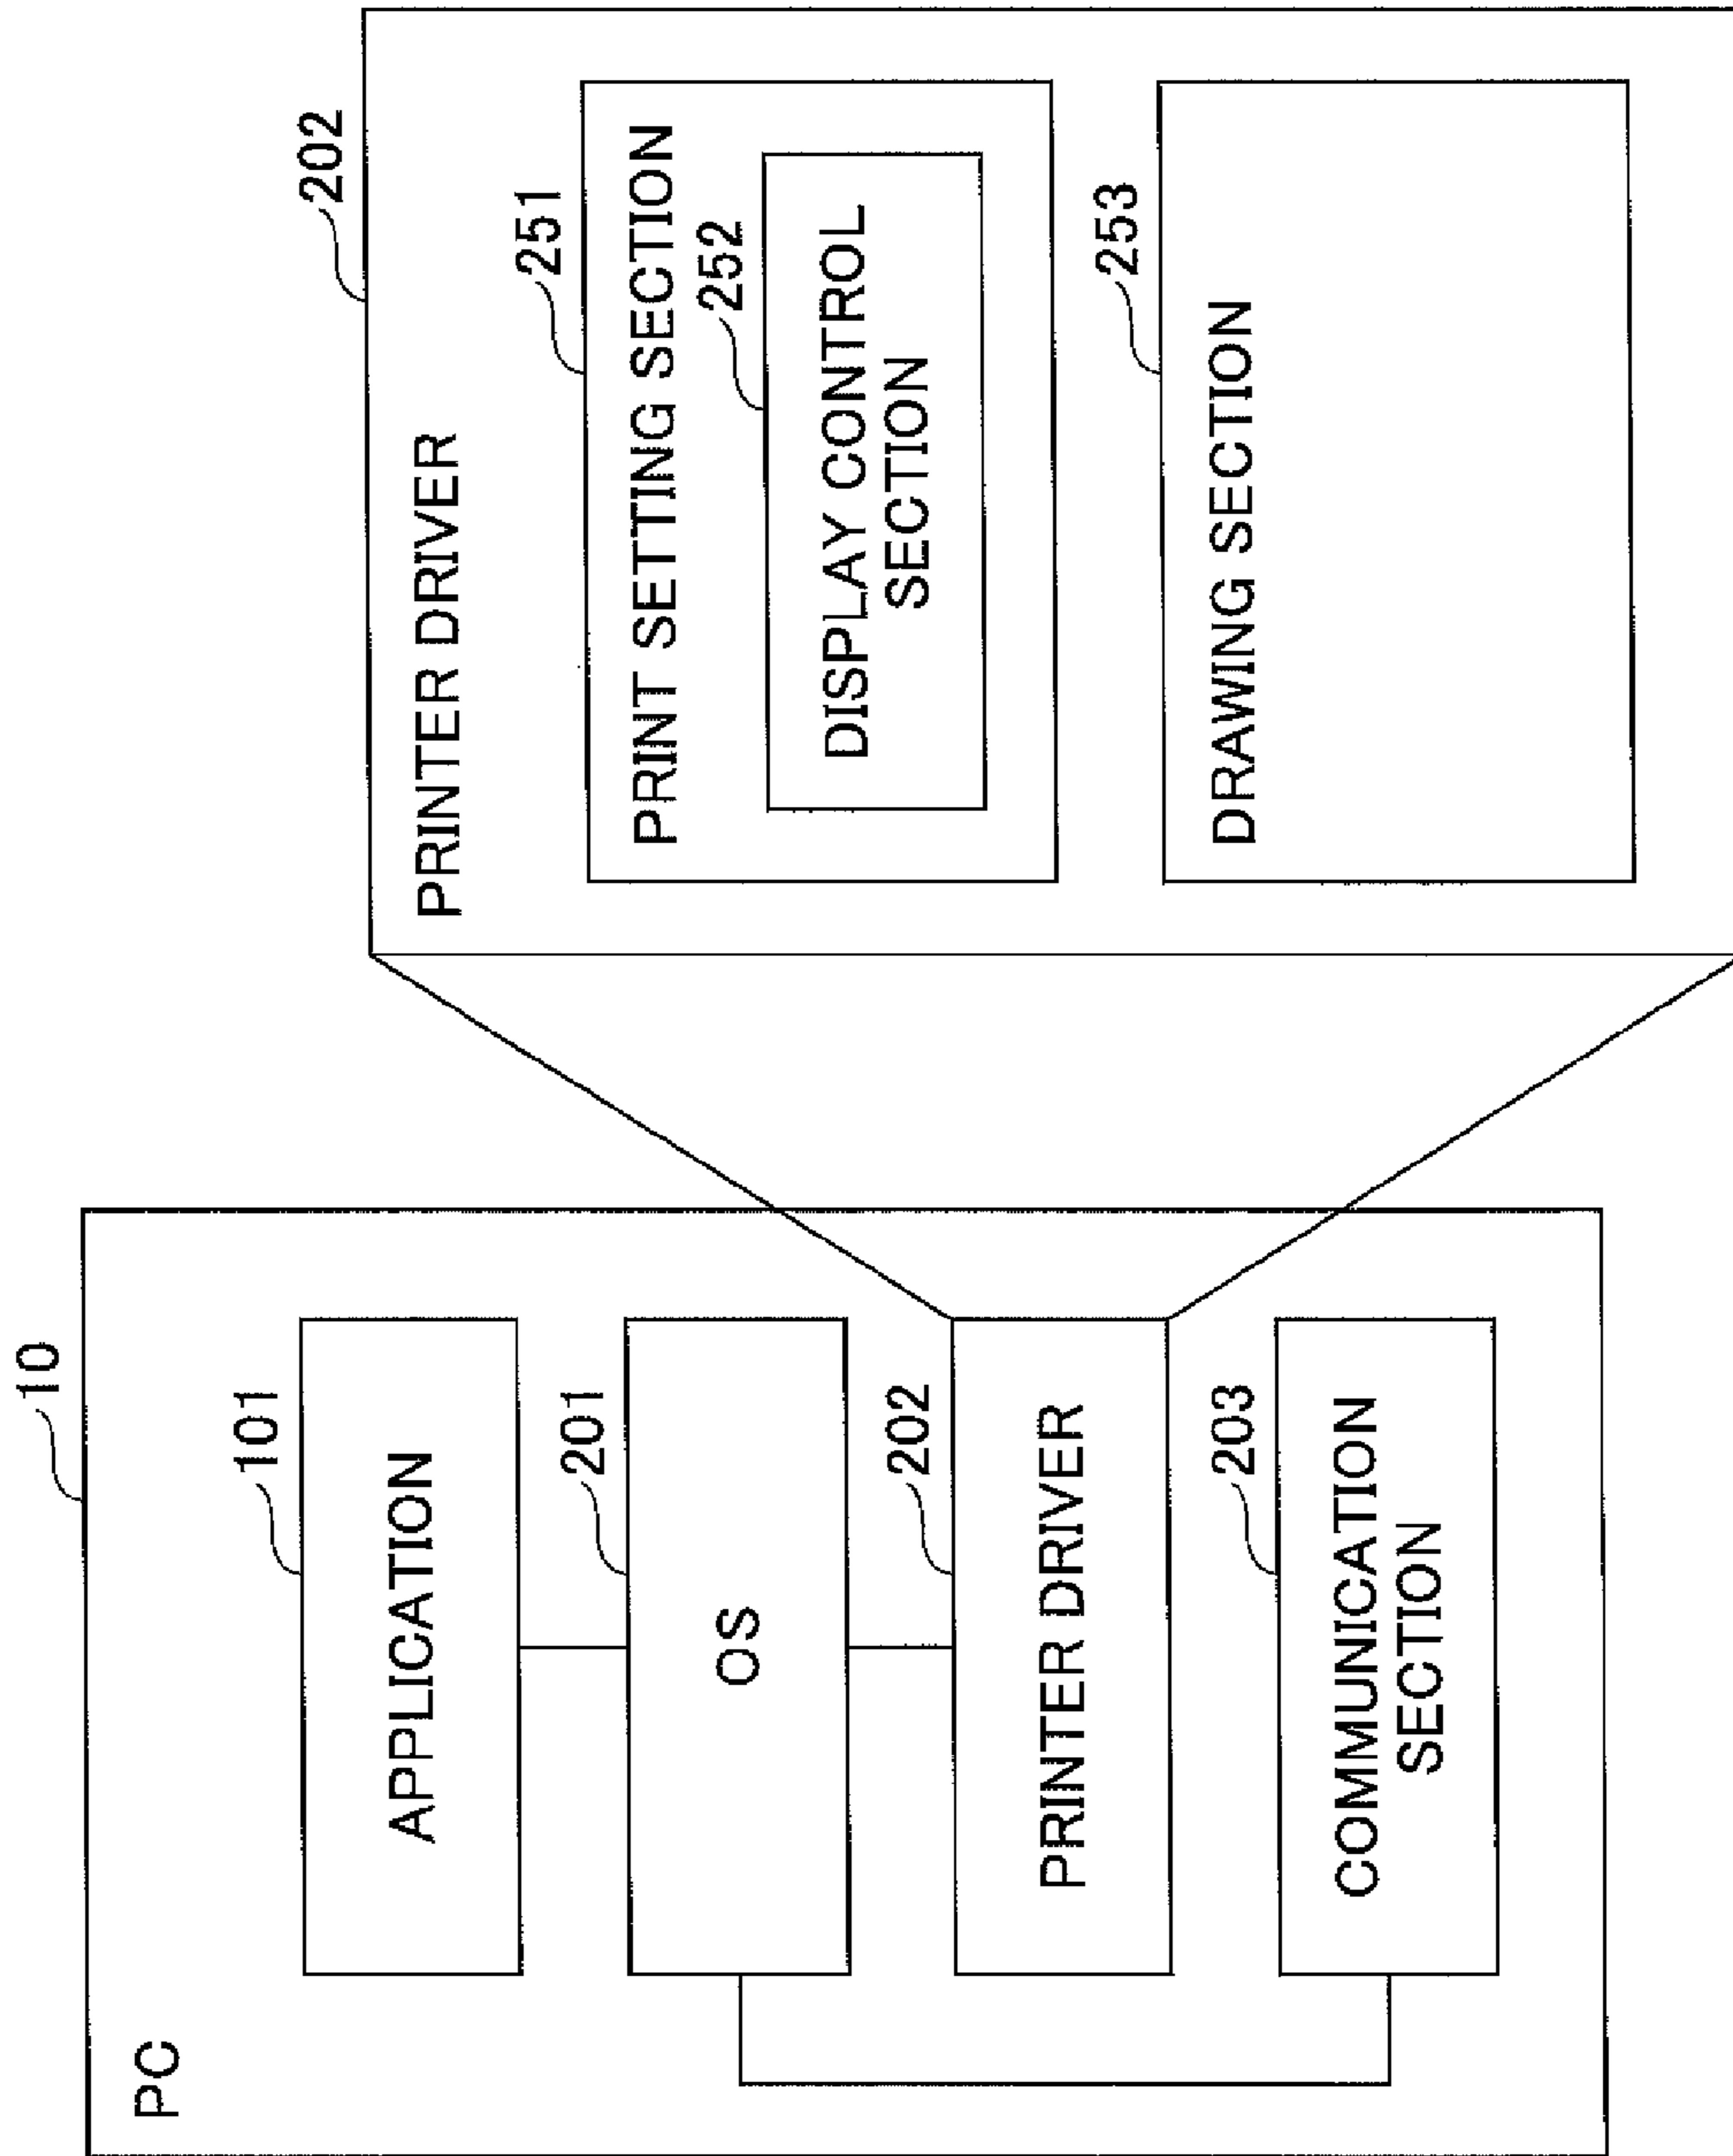 10
PC
101
APPLICATION
201
OS
202
PRINTER DRIVER
203
COMMUNICATION
SECTION
202
PRINTER DRIVER
251
PRINT SETTING SECTION
252
DISPLAY CONTROL
SECTION
253
DRAWING SECTION